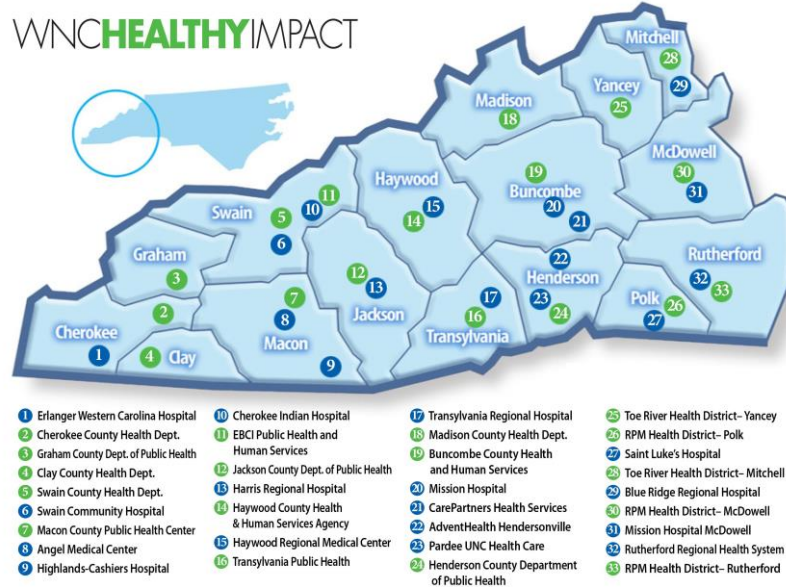 WNCHEALTHYIMPACT
Mitchell
28
29
Yancey
25
Madison
18
McDowell
30
31
Haywood
15
14
19
Buncombe
20
21
Swain
11
10
5
6
Graham
3
12
13
Jackson
22
Henderson
23
24
Rutherford
32
33
Polk
26
27
17
16
Transylvania
7
8
Macon
9
2
Cherokee
1
4
Clay
1 Erlanger Western Carolina Hospital
2 Cherokee County Health Dept.
3 Graham County Dept. of Public Health
4 Clay County Health Dept.
5 Swain County Health Dept.
6 Swain Community Hospital
7 Macon County Public Health Center
8 Angel Medical Center
9 Highlands-Cashiers Hospital
10 Cherokee Indian Hospital
11 EBCI Public Health and
Human Services
12 Jackson County Dept. of Public Health
13 Harris Regional Hospital
14 Haywood County Health
& Human Services Agency
15 Haywood Regional Medical Center
16 Transylvania Public Health
17 Transylvania Regional Hospital
18 Madison County Health Dept.
19 Buncombe County Health
and Human Services
20 Mission Hospital
21 CarePartners Health Services
22 AdventHealth Hendersonville
23 Pardee UNC Health Care
24 Henderson County Department
of Public Health
25 Toe River Health District– Yancey
26 RPM Health District– Polk
27 Saint Luke's Hospital
28 Toe River Health District– Mitchell
29 Blue Ridge Regional Hospital
30 RPM Health District– McDowell
31 Mission Hospital McDowell
32 Rutherford Regional Health System
33 RPM Health District– Rutherford